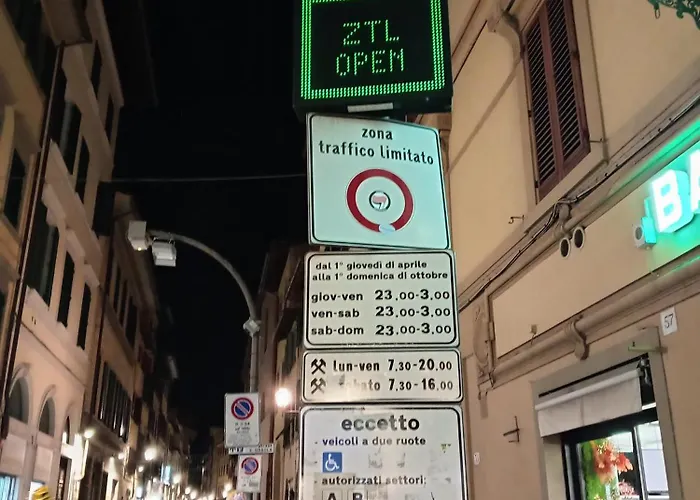 ZTL
OPEN
zona
traffico limitato
dal 1° giovedì di aprile
alla 1° domenica di ottobre
giov-ven 23.00-3.00
ven-sab 23.00-3.00
sab-dom 23.00-3.00
lun-ven 7.30-20.00
sabato 7.30-16.00
eccetto
- veicoli a due ruote
- autorizzati settori:
A B
BA
57